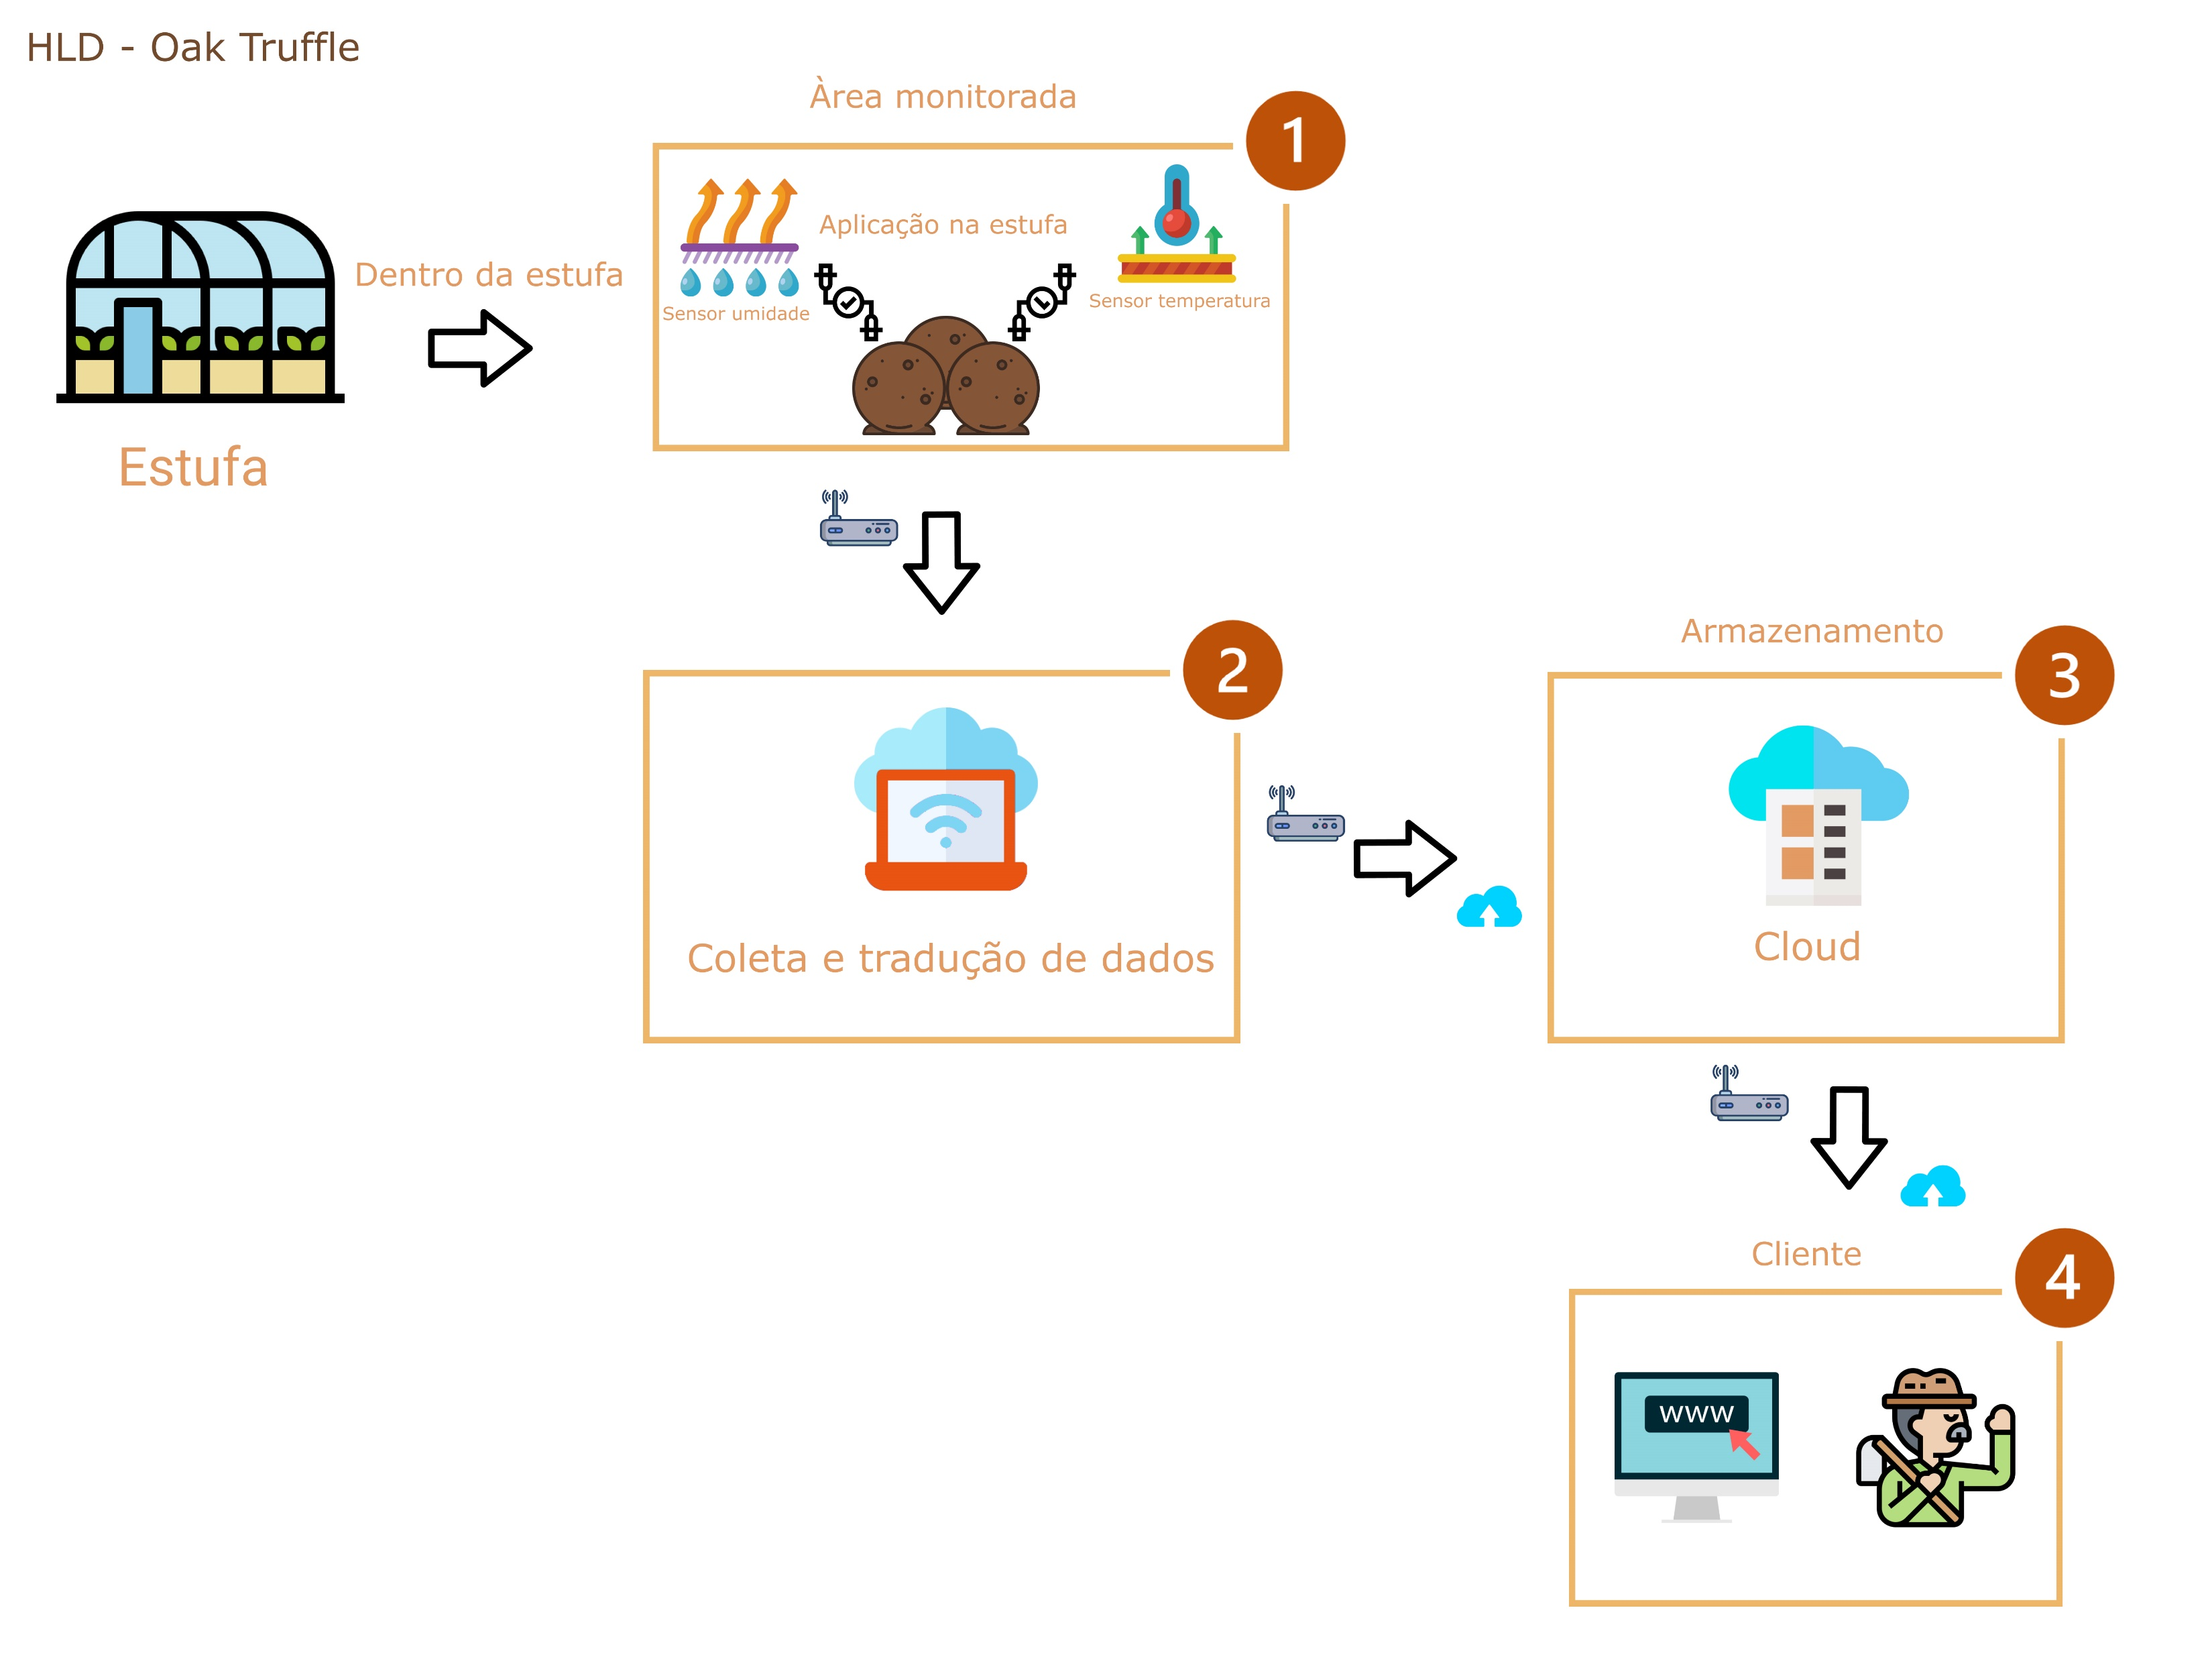 HLD - Oak Truffle
Àrea monitorada
1
Aplicação na estufa
Dentro da estufa
Sensor umidade
Sensor temperatura
Estufa
2
Coleta e tradução de dados
Armazenamento
3
Cloud
Cliente
4
www